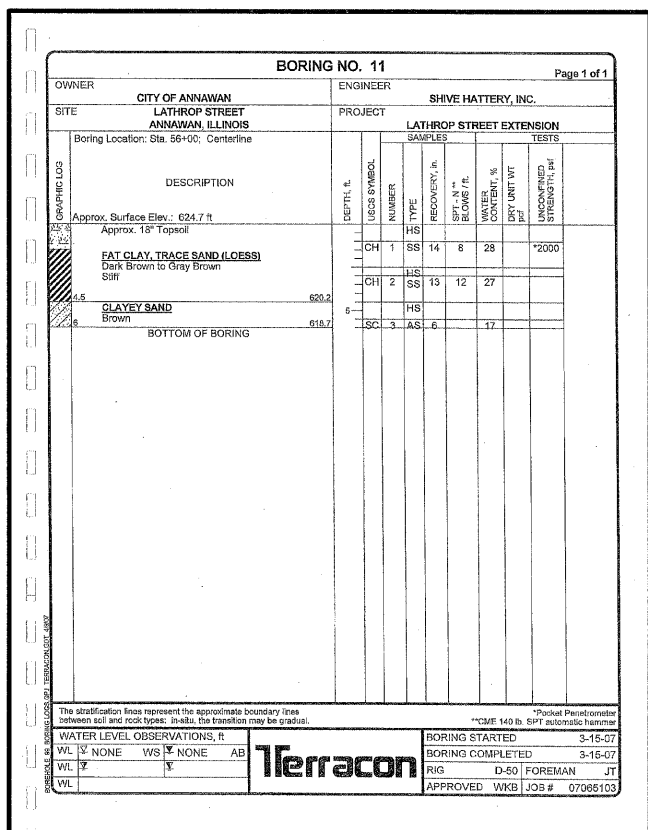 BORING NO. 11
Page 1 of 1
OWNER
CITY OF ANNAWAN
ENGINEER
SHIVE HATTERY, INC.
SITE
LATHROP STREET
ANNAWAN, ILLINOIS
PROJECT
LATHROP STREET EXTENSION
Boring Location: Sta. 56+00; Centerline
SAMPLES
TESTS
GRAPHIC LOG
DESCRIPTION
DEPTH, ft.
USCS SYMBOL
NUMBER
TYPE
RECOVERY, in.
SPT - N **
BLOWS / ft.
WATER
CONTENT, %
DRY UNIT WT
pcf
UNCONFINED
STRENGTH, psf
Approx. Surface Elev.: 624.7 ft
Approx. 18" Topsoil
HS
CH 1 SS 14 8 28 *2000
FAT CLAY, TRACE SAND (LOESS)
Dark Brown to Gray Brown
Stiff
HS
CH 2 SS 13 12 27
4.5 620.2
CLAYEY SAND
5 HS
Brown
6 618.7
SC 3 AS 6 17
BOTTOM OF BORING
The stratification lines represent the approximate boundary lines
between soil and rock types: in-situ, the transition may be gradual.
*Pocket Penetrometer
**CME 140 lb. SPT automatic hammer
WATER LEVEL OBSERVATIONS, ft
WL NONE WS NONE AB
WL
WL
Terracon
BORING STARTED 3-15-07
BORING COMPLETED 3-15-07
RIG D-50 FOREMAN JT
APPROVED WKB JOB # 07065103